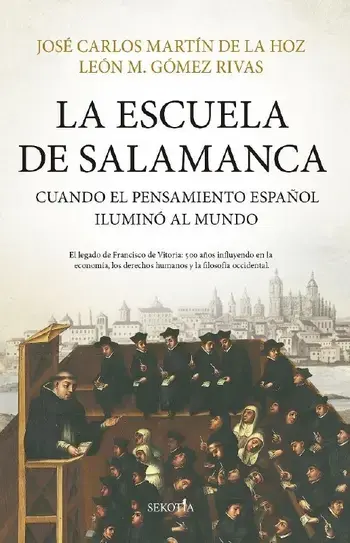 JOSÉ CARLOS MARTÍN DE LA HOZ
LEÓN M. GÓMEZ RIVAS
LA ESCUELA
DE SALAMANCA
CUANDO EL PENSAMIENTO ESPAÑOL
ILUMINÓ AL MUNDO
El legado de Francisco de Vitoria: 500 años influyendo en la
economía, los derechos humanos y la filosofía occidental.
SEKOTIA